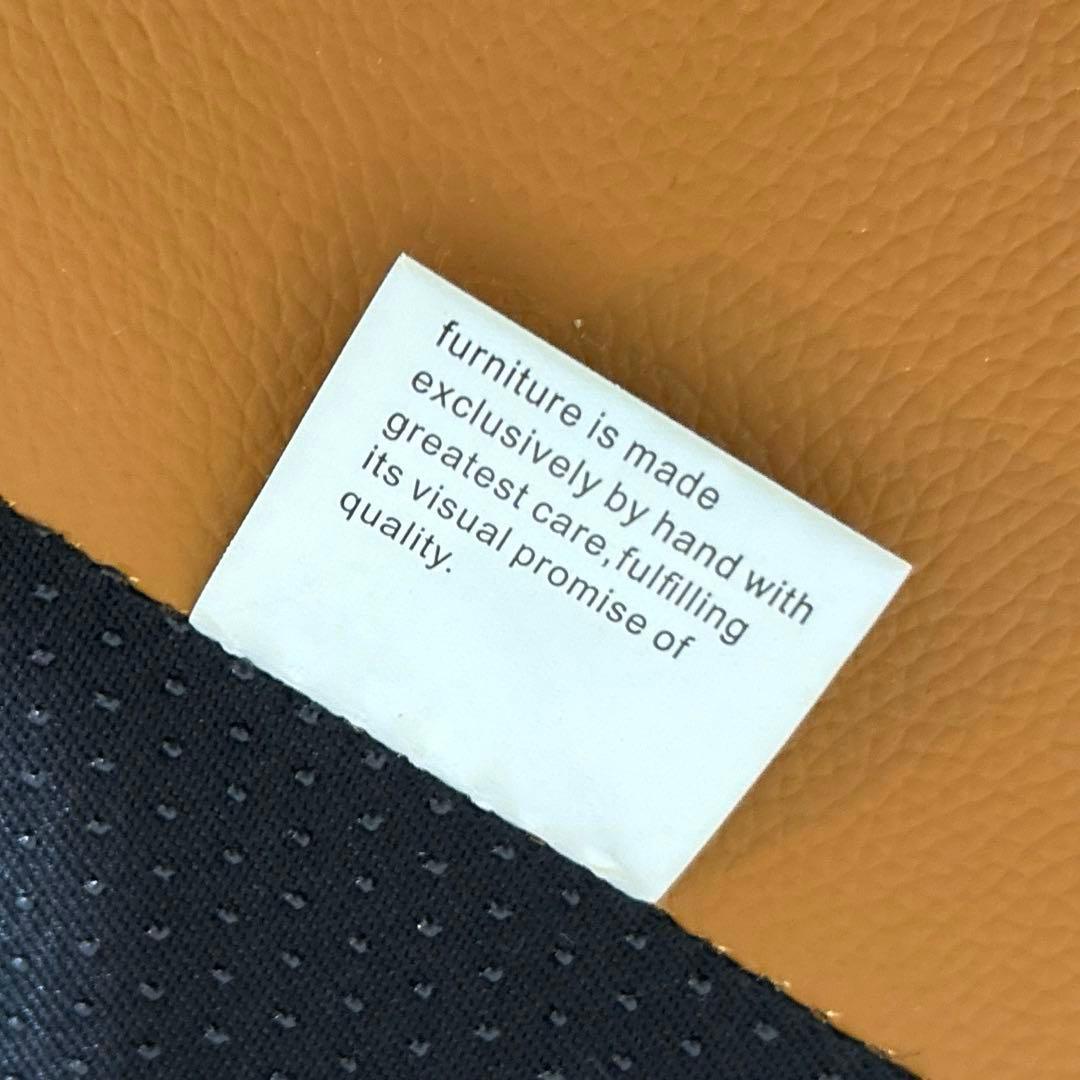 furniture is made
exclusively by hand with
greatest care,fulfilling
its visual promise of
quality.